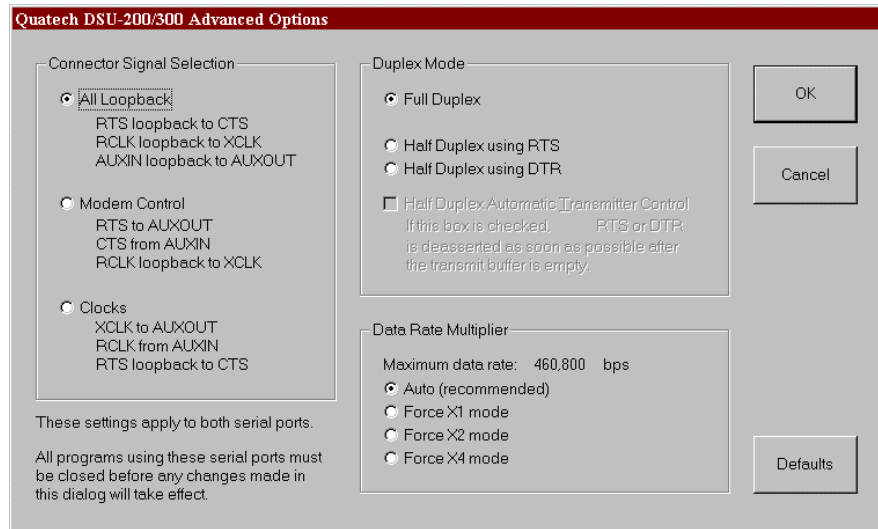 Quatech DSU-200/300 Advanced Options
Connector Signal Selection
All Loopback
RTS loopback to CTS
RCLK loopback to XCLK
AUXIN loopback to AUXOUT
Modem Control
RTS to AUXOUT
CTS from AUXIN
RCLK loopback to XCLK
Clocks
XCLK to AUXOUT
RCLK from AUXIN
RTS loopback to CTS
These settings apply to both serial ports.
All programs using these serial ports must
be closed before any changes made in
this dialog will take effect.
Duplex Mode
Full Duplex
Half Duplex using RTS
Half Duplex using DTR
Half Duplex Automatic Transmitter Control
If this box is checked, RTS or DTR
is deasserted as soon as possible after
the transmit buffer is empty.
Data Rate Multiplier
Maximum data rate: 460,800 bps
Auto (recommended)
Force X1 mode
Force X2 mode
Force X4 mode
OK
Cancel
Defaults